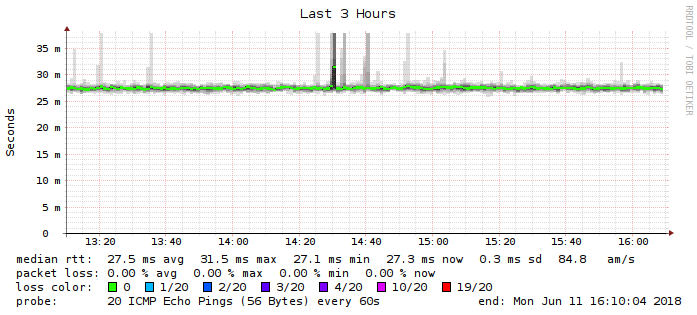 Last 3 Hours
RRDTOOL / TOBI OETIKER
Seconds
35 m
30 m
25 m
20 m
15 m
10 m
5 m
0
13:20 13:40 14:00 14:20 14:40 15:00 15:20 15:40 16:00
median rtt: 27.5 ms avg 31.5 ms max 27.1 ms min 27.3 ms now 0.3 ms sd 84.8 am/s
packet loss: 0.00 % avg 0.00 % max 0.00 % min 0.00 % now
loss color: 0 1/20 2/20 3/20 4/20 10/20 19/20
probe: 20 ICMP Echo Pings (56 Bytes) every 60s end: Mon Jun 11 16:10:04 2018